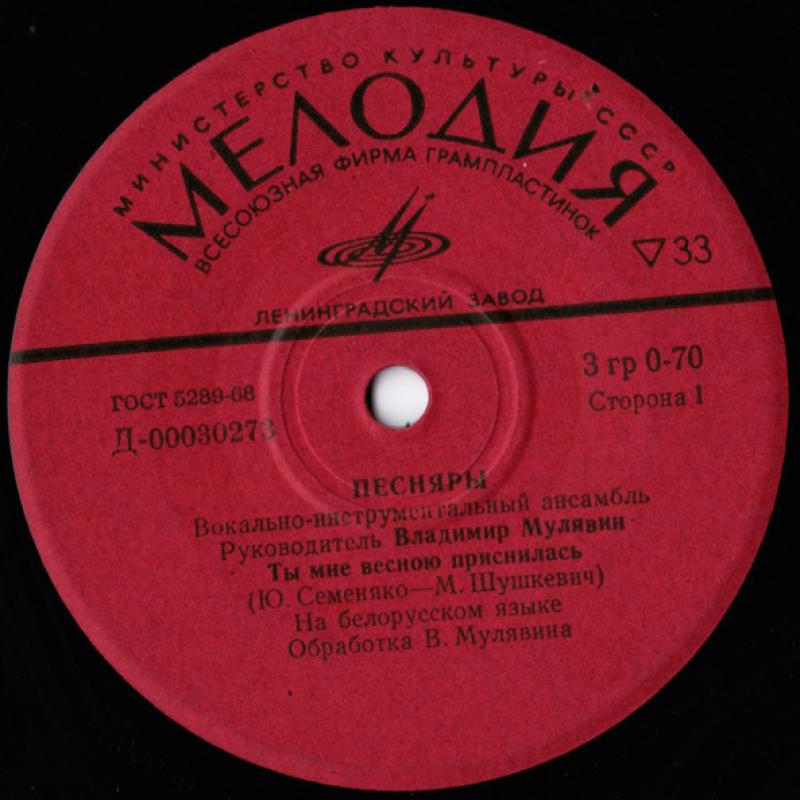 МИНИСТЕРСТВО КУЛЬТУРЫ СССР
МЕЛОДИЯ
ВСЕСОЮЗНАЯ ФИРМА ГРАМПЛАСТИНОК
▽33
ЛЕНИНГРАДСКИЙ ЗАВОД
ГОСТ 5289-68
3 гр 0-70
Д-00030273
Сторона 1
ПЕСНЯРЫ
Вокально-инструментальный ансамбль
Руководитель Владимир Мулявин
Ты мне весною приснилась
(Ю. Семеняко—М. Шушкевич)
На белорусском языке
Обработка В. Мулявина